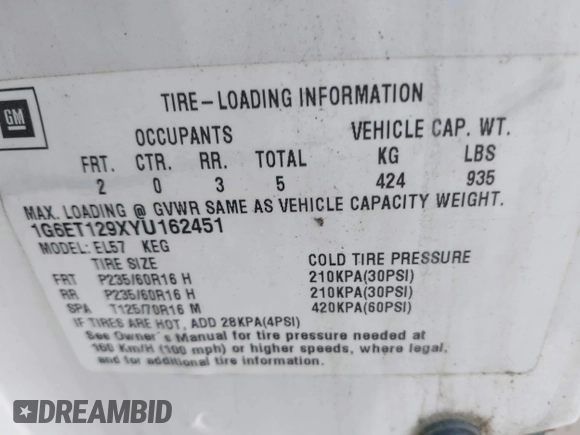 GM
TIRE-LOADING INFORMATION
OCCUPANTS VEHICLE CAP. WT.
FRT. CTR. RR. TOTAL KG LBS
2 0 3 5 424 935
MAX. LOADING @ GVWR SAME AS VEHICLE CAPACITY WEIGHT.
1G6ET129XYU162451
MODEL: EL57 KEG
TIRE SIZE COLD TIRE PRESSURE
FRT P235/60R16 H 210KPA(30PSI)
RR P235/60R16 H 210KPA(30PSI)
SPA T125/70R16 M 420KPA(60PSI)
IF TIRES ARE HOT, ADD 28KPA(4PSI)
See Owner's Manual for tire pressure needed at
160 Km/H (100 mph) or higher speeds, where legal,
and for additional tire information.
DREAMBID